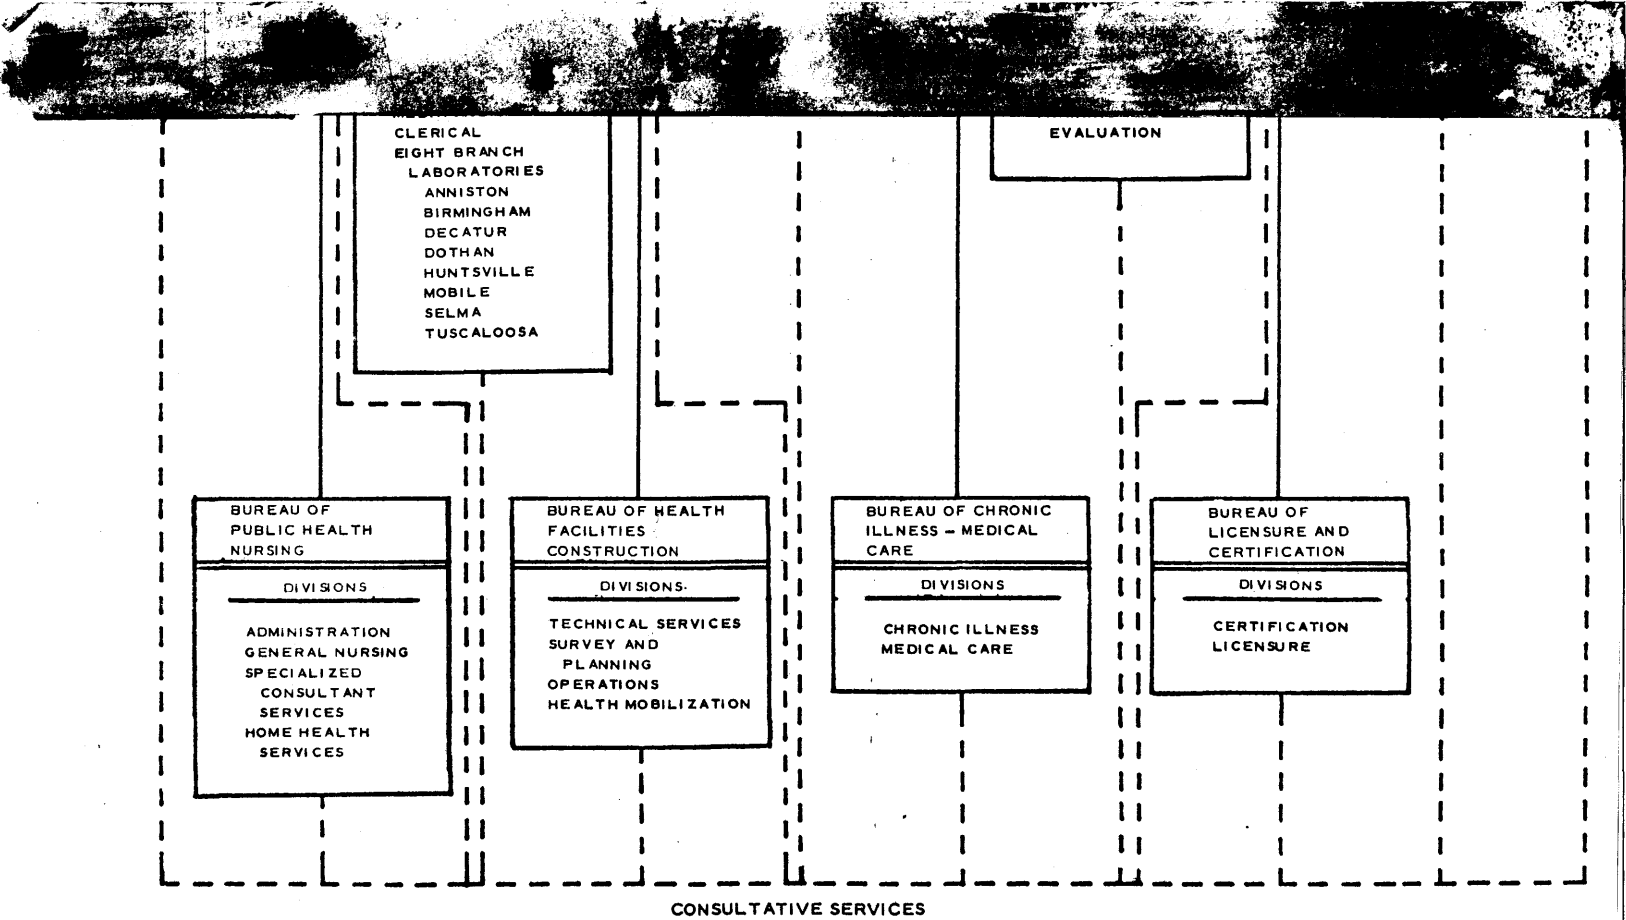 CLERICAL
EIGHT BRANCH
LABORATORIES
ANNISTON
BIRMINGHAM
DECATUR
DOTHAN
HUNTSVILLE
MOBILE
SELMA
TUSCALOOSA
EVALUATION
BUREAU OF
PUBLIC HEALTH
NURSING
DIVISIONS
ADMINISTRATION
GENERAL NURSING
SPECIALIZED
CONSULTANT
SERVICES
HOME HEALTH
SERVICES
BUREAU OF HEALTH
FACILITIES
CONSTRUCTION
DIVISIONS
TECHNICAL SERVICES
SURVEY AND
PLANNING
OPERATIONS
HEALTH MOBILIZATION
BUREAU OF CHRONIC
ILLNESS – MEDICAL
CARE
DIVISIONS
CHRONIC ILLNESS
MEDICAL CARE
BUREAU OF
LICENSURE AND
CERTIFICATION
DIVISIONS
CERTIFICATION
LICENSURE
CONSULTATIVE SERVICES